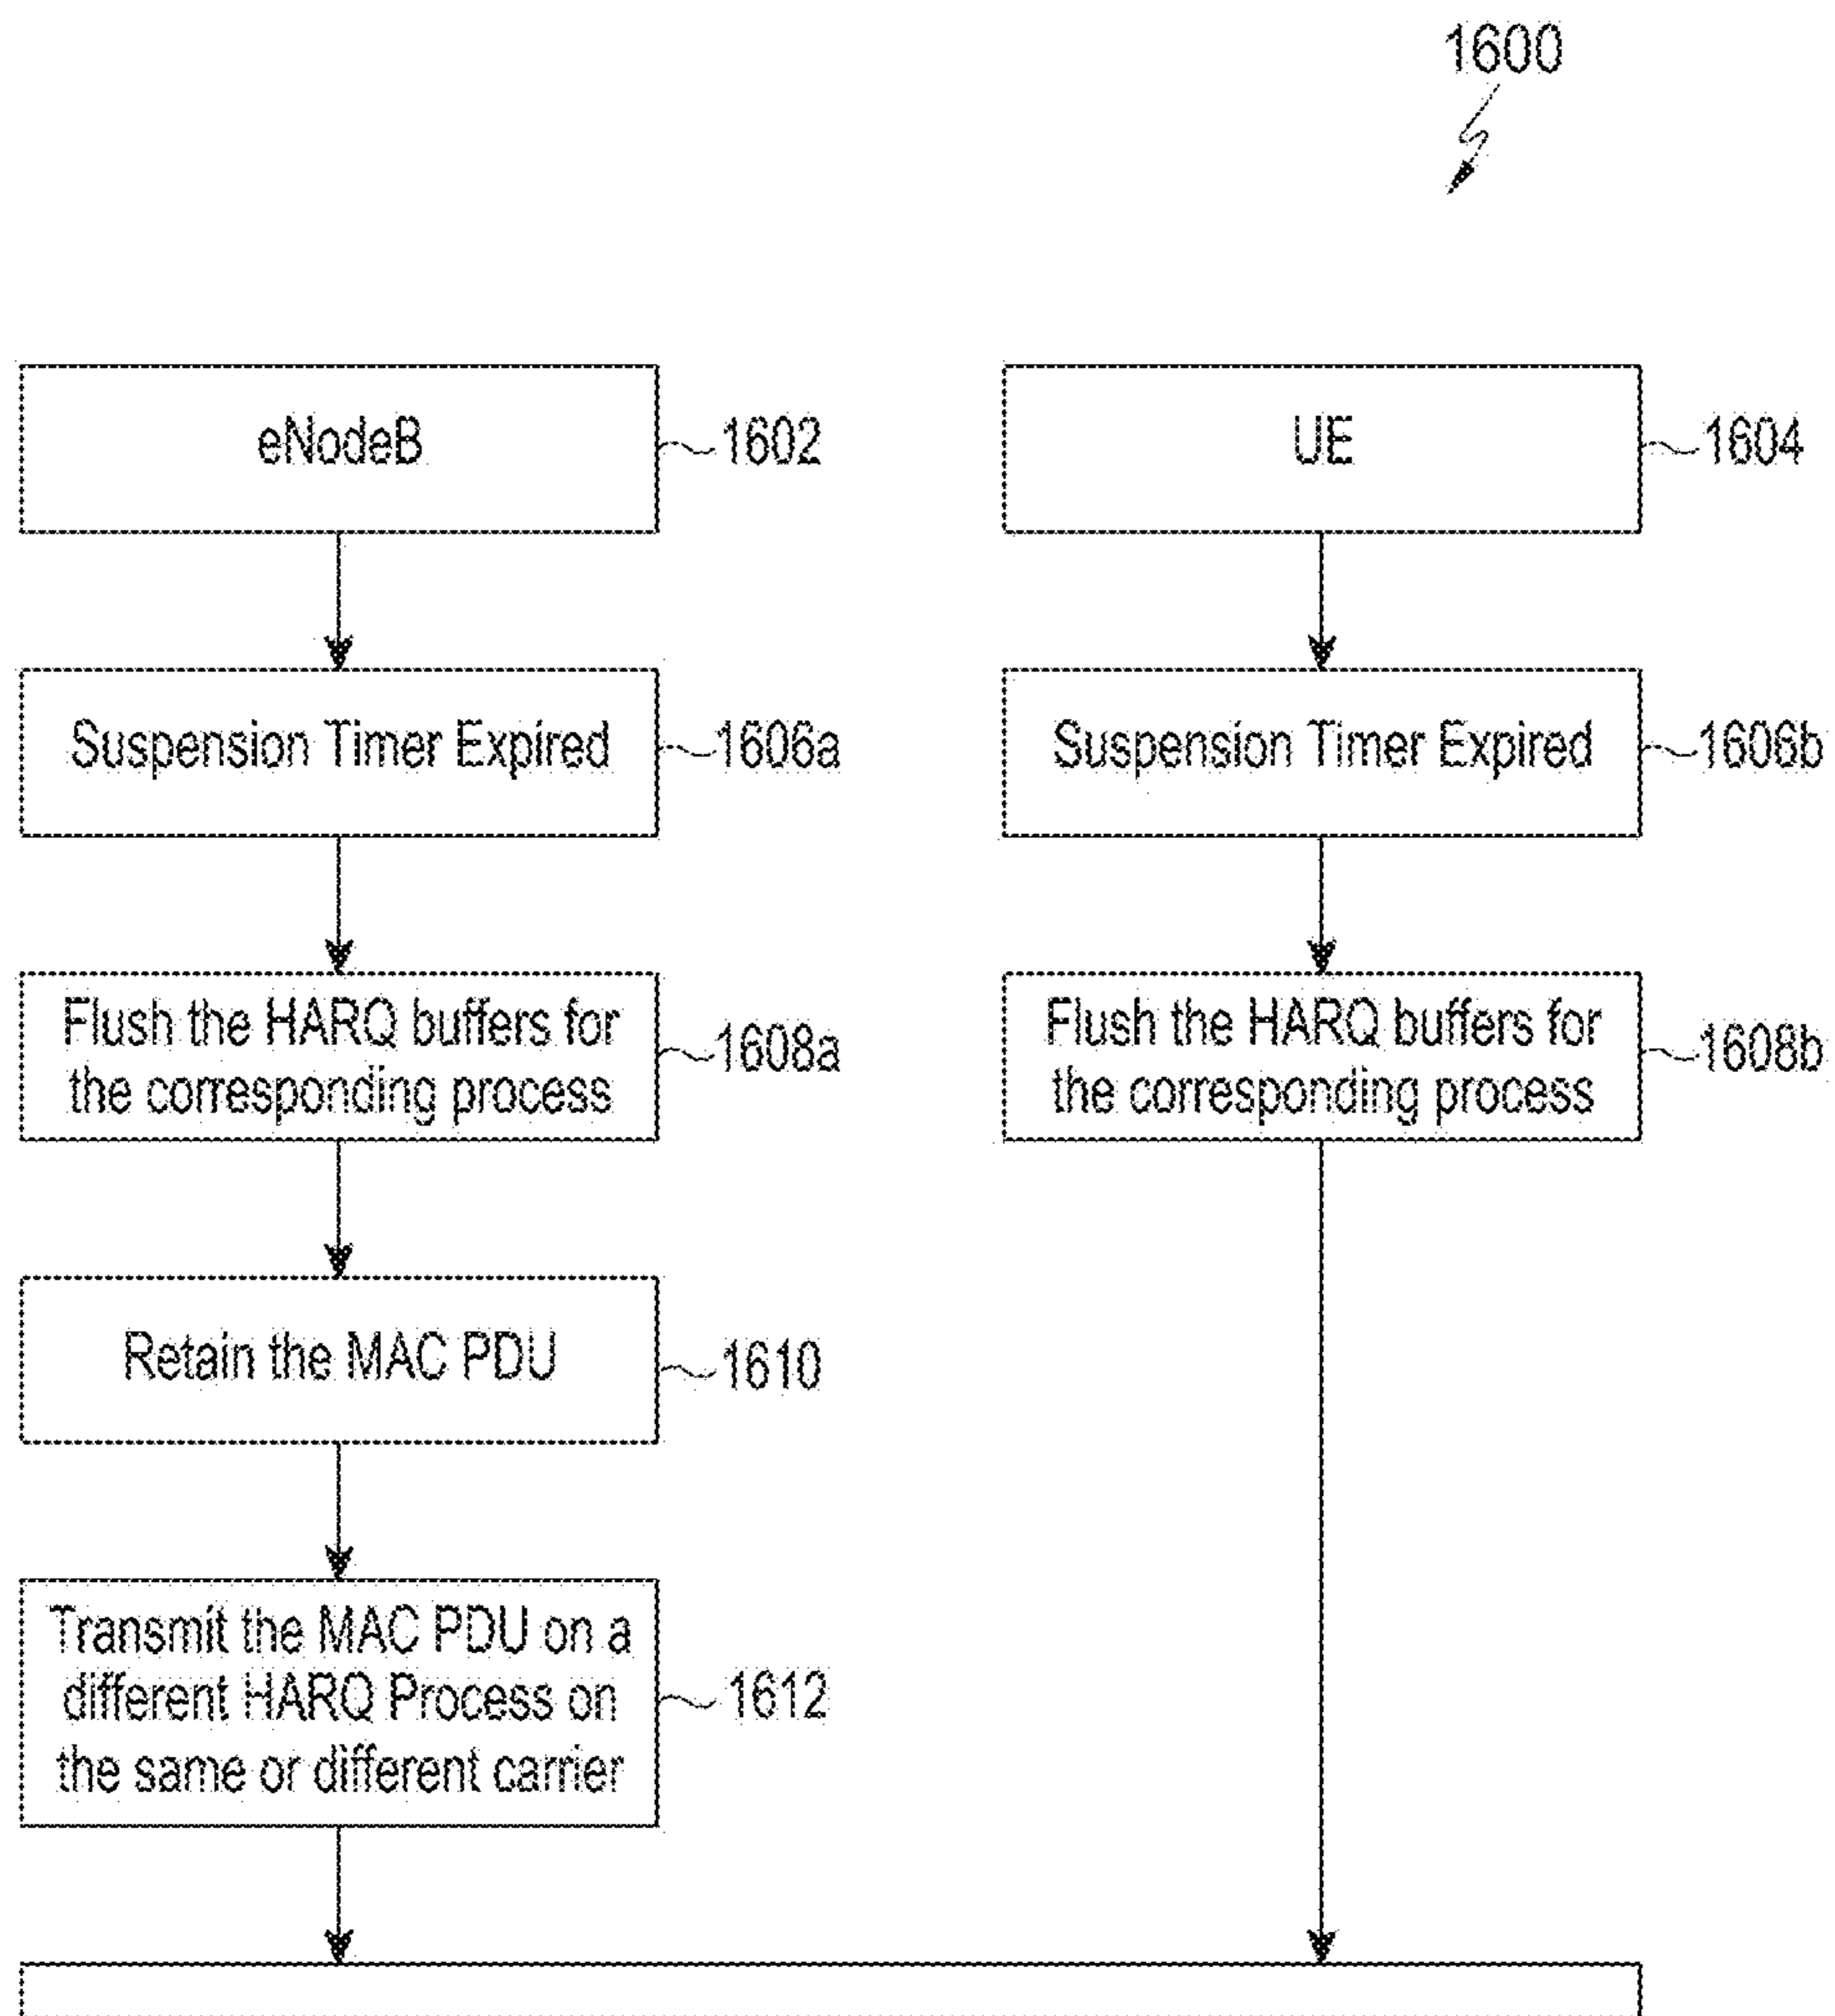 1600
eNodeB
1602
UE
1604
Suspension Timer Expired
1606a
Suspension Timer Expired
1606b
Flush the HARQ buffers for
the corresponding process
1608a
Flush the HARQ buffers for
the corresponding process
1608b
Retain the MAC PDU
1610
Transmit the MAC PDU on a
different HARQ Process on
the same or different carrier
1612